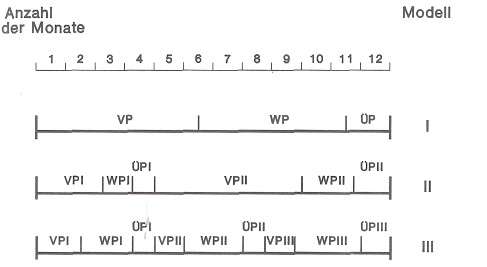 Anzahl
der Monate
Modell
1 2 3 4 5 6 7 8 9 10 11 12
VP WP ÜP
I
ÜPI ÜPII
VPI WPI VPII WPII
II
ÜPI ÜPII ÜPIII
VPI WPI VPII WPII VPIII WPIII
III